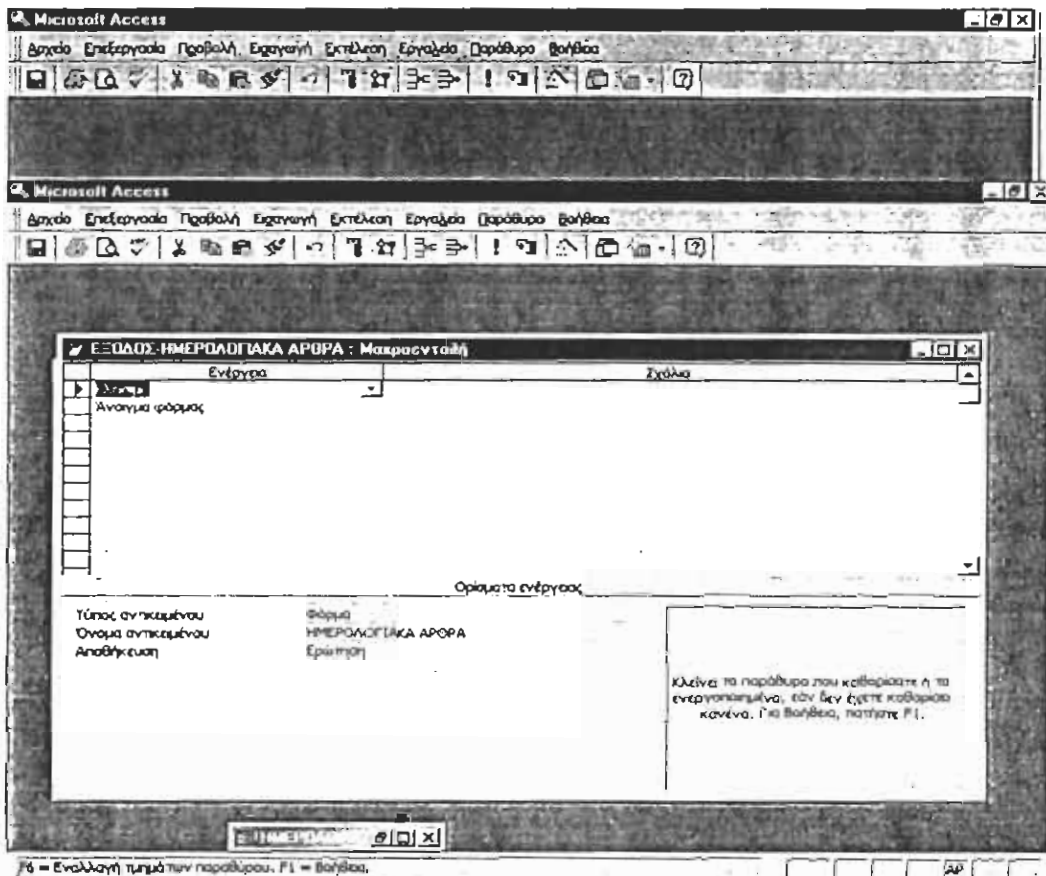 Microsoft Access
Αρχείο Επεξεργασία Προβολή Εισαγωγή Εκτέλεση Εργαλεία Παράθυρο Βοήθεια
Microsoft Access
Αρχείο Επεξεργασία Προβολή Εισαγωγή Εκτέλεση Εργαλεία Παράθυρο Βοήθεια
ΕΞΟΔΟΣ-ΗΜΕΡΟΛΟΓΙΑΚΑ ΑΡΘΡΑ : Μακροεντολή
Ενέργεια Σχόλια
Κλείσιμο
Άνοιγμα φόρμας
Ορίσματα ενέργειας
Τύπος αντικειμένου Φόρμα
Όνομα αντικειμένου ΗΜΕΡΟΛΟΓΙΑΚΑ ΑΡΘΡΑ
Αποθήκευση Ερώτηση
Κλείνει το παράθυρο που καθορίσατε ή τα
ενεργοποιημένα, εάν δεν έχετε καθορίσει
κανένα. Για Βοήθεια, πατήστε F1.
F6 = Εναλλαγή τμημάτων παραθύρου. F1 = Βοήθεια.